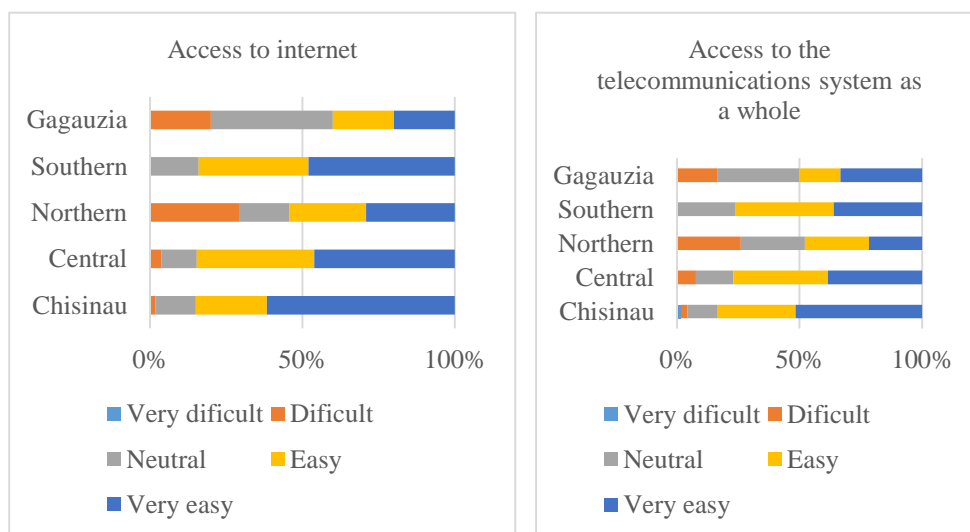 Access to internet
Gagauzia
Southern
Northern
Central
Chisinau
0% 50% 100%
Very dificult Dificult
Neutral Easy
Very easy
Access to the
telecommunications system as
a whole
Gagauzia
Southern
Northern
Central
Chisinau
0% 50% 100%
Very dificult Dificult
Neutral Easy
Very easy